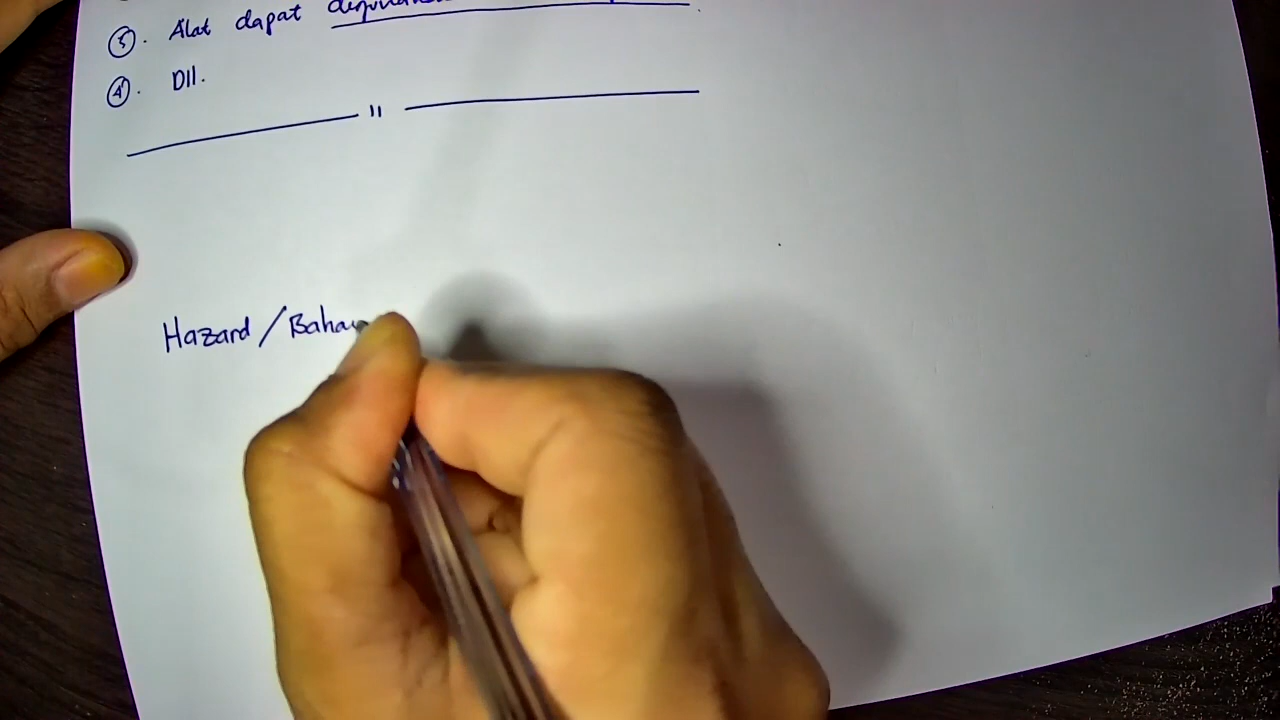 ③. Alat dapat
④. Dll.
"
Hazard / Baha